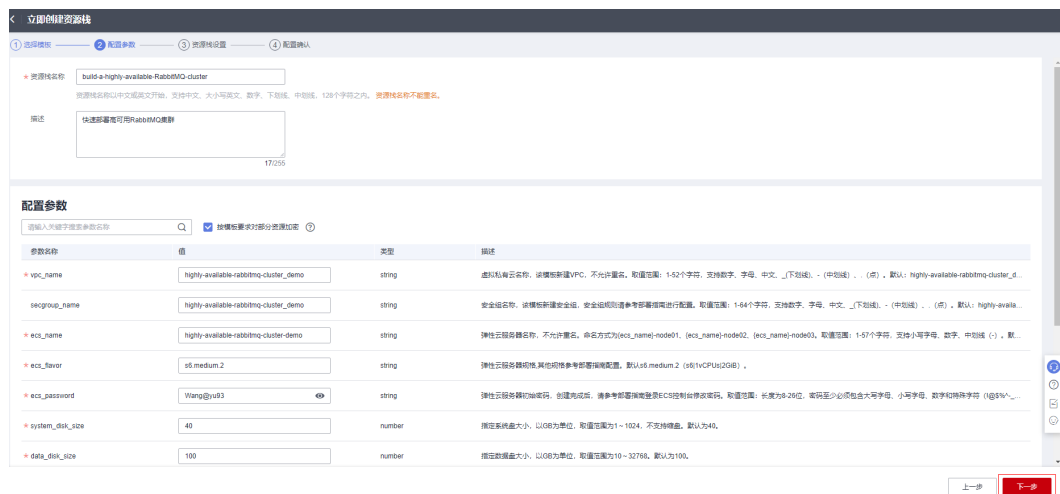 立即创建资源栈
1 选择模板
2 配置参数
3 资源栈设置
4 配置确认
* 资源栈名称
build-a-highly-available-RabbitMQ-cluster
资源栈名称以中文或英文开始，支持中文、大小写英文、数字、下划线、中划线，128个字符之内。资源栈名称不能重名。
描述
快速部署高可用RabbitMQ集群
17/255
配置参数
请输入关键字搜索参数名称
按模板要求对部分资源加密
参数名称 值 类型 描述
* vpc_name highly-available-rabbitmq-cluster_demo string 虚拟私有云名称，该模板新建VPC，不允许重名。取值范围：1-52个字符，支持数字、字母、中文、_(下划线)、-（中划线）、.（点）。默认：highly-available-rabbitmq-cluster_d...
secgroup_name highly-available-rabbitmq-cluster_demo string 安全组名称，该模板新建安全组，安全组规则请参考部署指南进行配置。取值范围：1-64个字符，支持数字、字母、中文、_(下划线)、-（中划线）、.（点）。默认：highly-availa...
* ecs_name highly-available-rabbitmq-cluster-demo string 弹性云服务器名称，不允许重名。命名方式为{ecs_name}-node01、{ecs_name}-node02、{ecs_name}-node03。取值范围：1-57个字符，支持小写字母、数字、中划线（-）。默...
* ecs_flavor s6.medium.2 string 弹性云服务器规格,其他规格参考部署指南配置。默认s6.medium.2（s6|1vCPUs|2GiB）。
* ecs_password Wang@yu93 string 弹性云服务器初始密码，创建完成后，请参考部署指南登录ECS控制台修改密码。取值范围：长度为8-26位，密码至少必须包含大写字母、小写字母、数字和特殊字符（!@$%^-_...
* system_disk_size 40 number 指定系统盘大小，以GB为单位，取值范围为1～1024，不支持缩盘。默认为40。
* data_disk_size 100 number 指定数据盘大小，以GB为单位，取值范围为10～32768。默认为100。
上一步
下一步